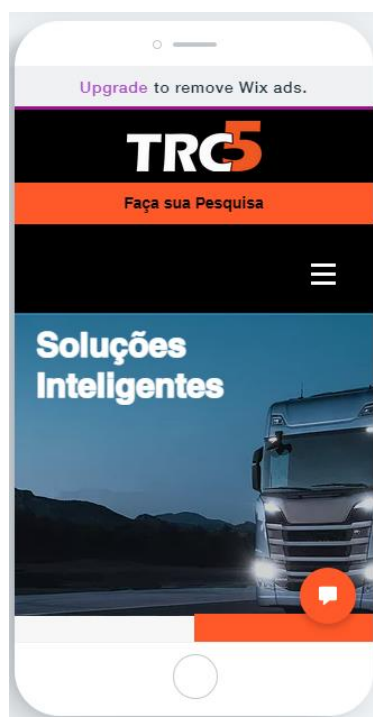 Upgrade to remove Wix ads.
TRC5
Faça sua Pesquisa
Soluções
Inteligentes